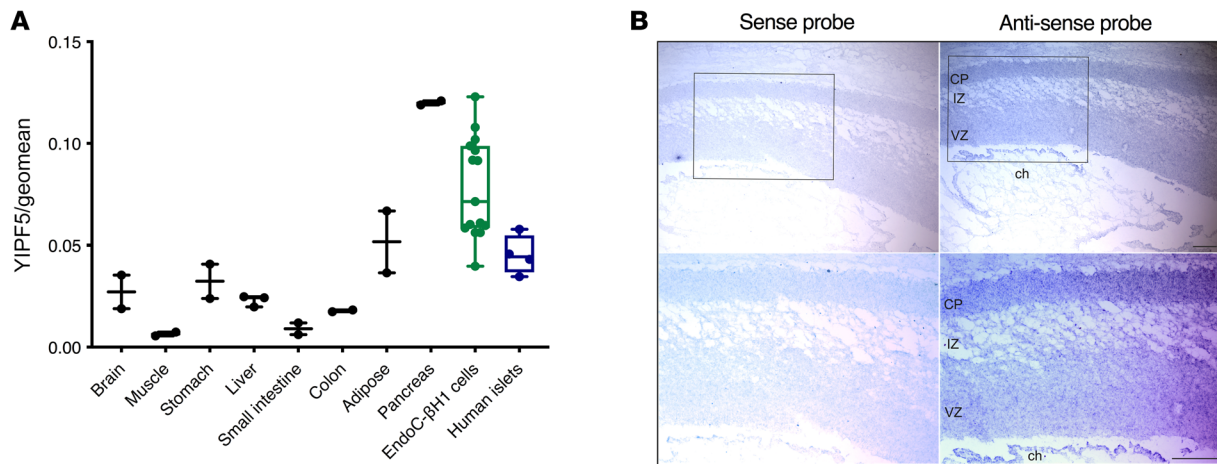 A
YIPF5/geomean
0.15
0.10
0.05
0.00
Brain
Muscle
Stomach
Liver
Small intestine
Colon
Adipose
Pancreas
EndoC-βH1 cells
Human islets
B
Sense probe
Anti-sense probe
CP
IZ
VZ
ch
CP
IZ
VZ
ch